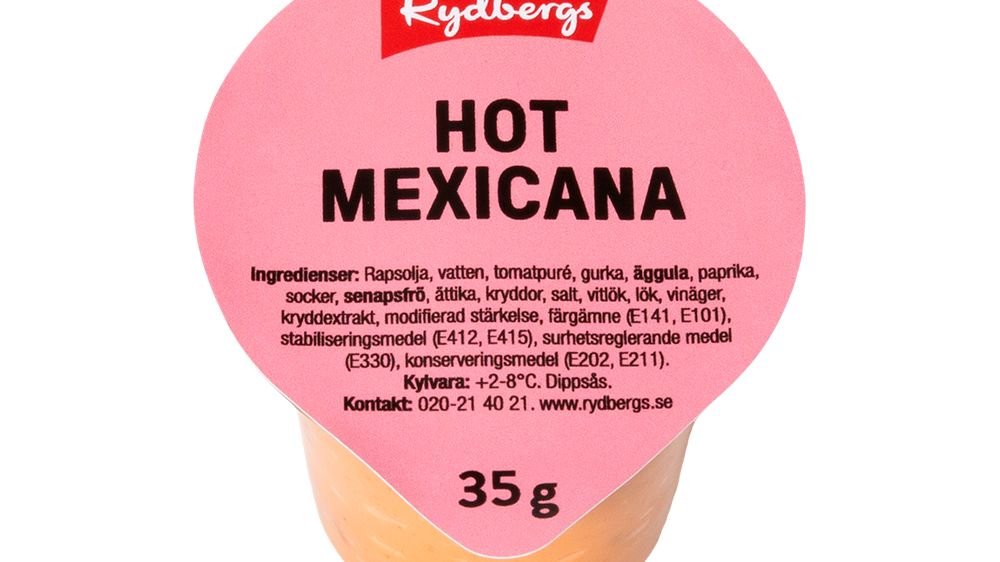 Rydbergs
HOT
MEXICANA
Ingredienser: Rapsolja, vatten, tomatpuré, gurka, äggula, paprika,
socker, senapsfrö, ättika, kryddor, salt, vitlök, lök, vinäger,
kryddextrakt, modifierad stärkelse, färgämne (E141, E101),
stabiliseringsmedel (E412, E415), surhetsreglerande medel
(E330), konserveringsmedel (E202, E211).
Kylvara: +2-8°C. Dippsås.
Kontakt: 020-21 40 21. www.rydbergs.se
35 g